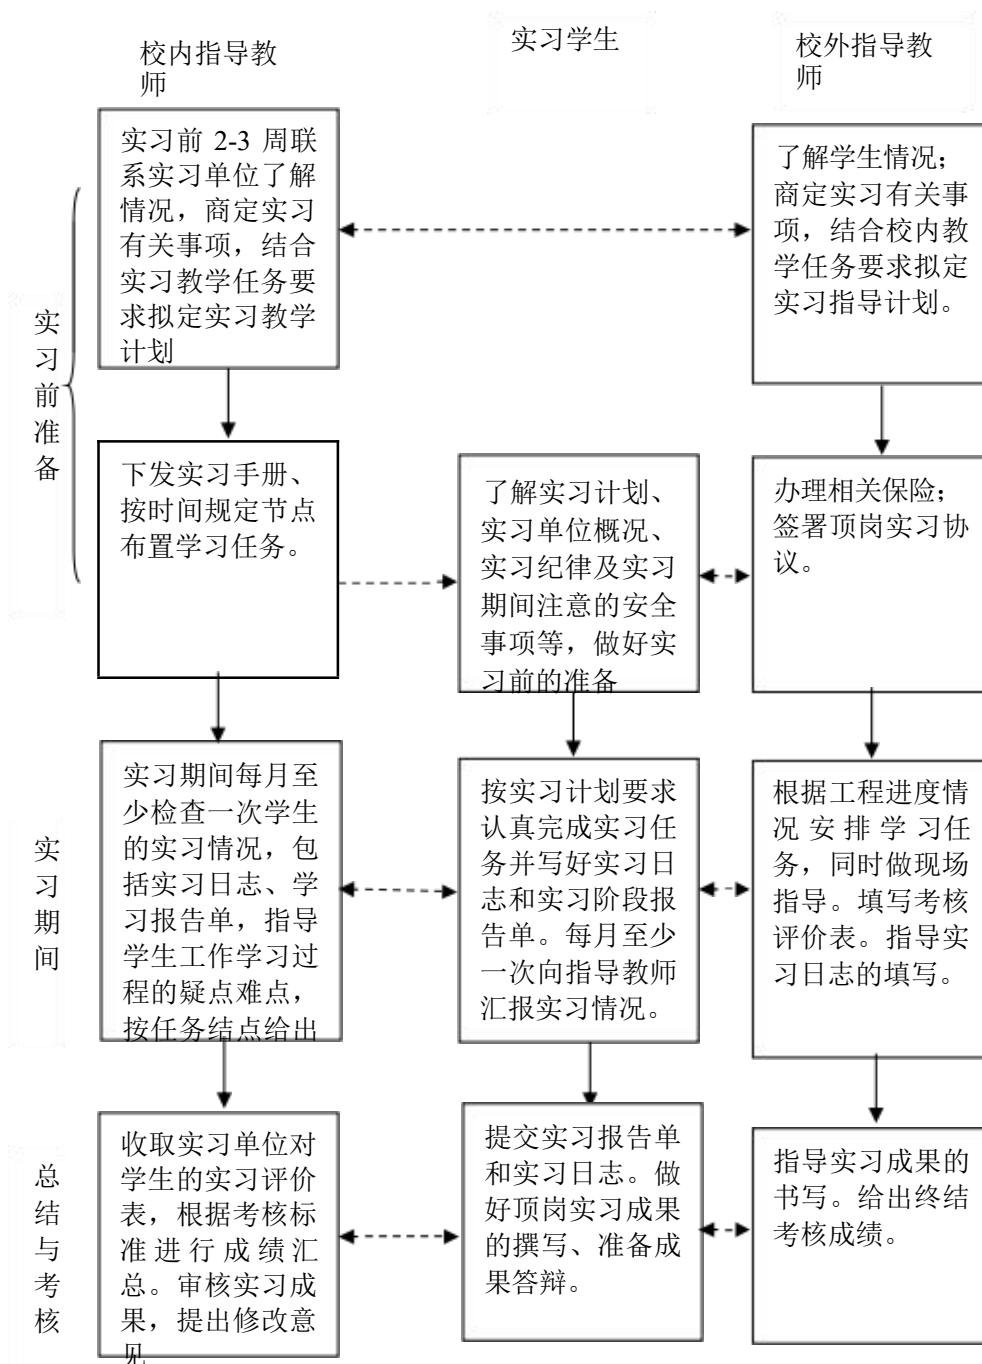 校内指导教
师
实习学生
校外指导教
师
实习前准备
实习前 2-3 周联
系实习单位了解
情况，商定实习
有关事项，结合
实习教学任务要
求拟定实习教学
计划
了解学生情况；
商定实习有关事
项，结合校内教
学任务要求拟定
实习指导计划。
下发实习手册、
按时间规定节点
布置学习任务。
了解实习计划、
实习单位概况、
实习纪律及实习
期间注意的安全
事项等，做好实
习前的准备
办理相关保险；
签署顶岗实习协
议。
实习期间
实习期间每月至
少检查一次学生
的实习情况，包
括实习日志、学
习报告单，指导
学生工作学习过
程的疑点难点，
按任务结点给出
按实习计划要求
认真完成实习任
务并写好实习日
志和实习阶段报
告单。每月至少
一次向指导教师
汇报实习情况。
根据工程进度情
况安排学习任
务，同时做现场
指导。填写考核
评价表。指导实
习日志的填写。
总结与考核
收取实习单位对
学生的实习评价
表，根据考核标
准进行成绩汇
总。审核实习成
果，提出修改意
见
提交实习报告单
和实习日志。做
好顶岗实习成果
的撰写、准备成
果答辩。
指导实习成果的
书写。给出终结
考核成绩。